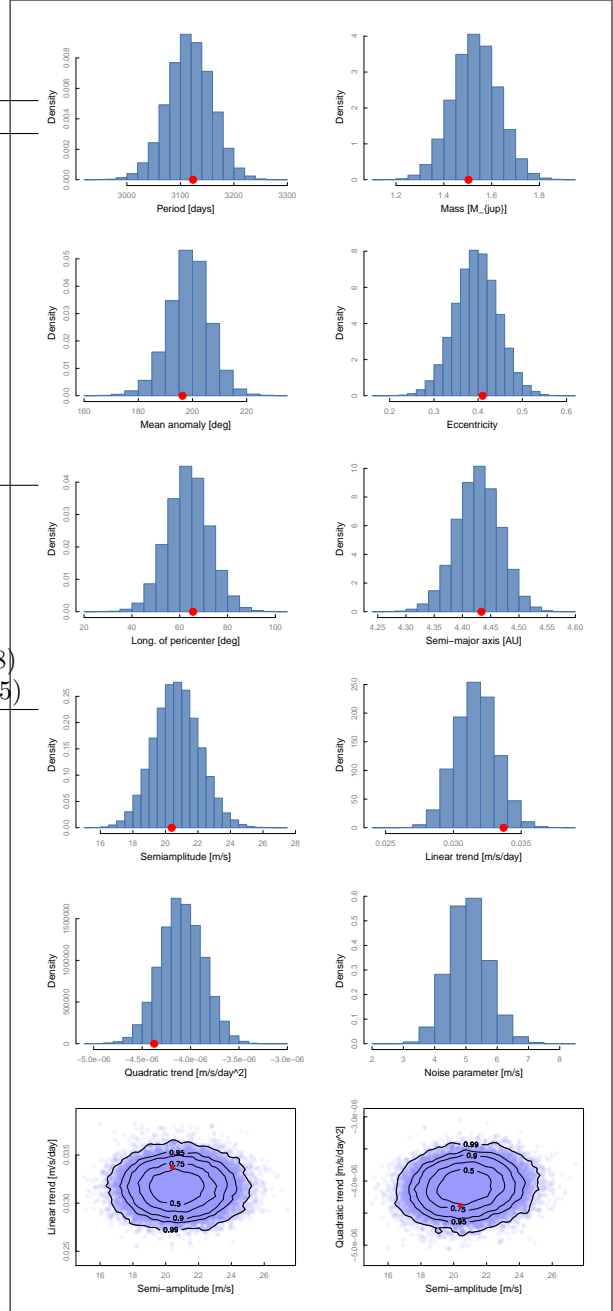 Density
0.000 0.002 0.004 0.006 0.008
3000 3100 3200 3300
Period [days]
Density
0 1 2 3 4
1.2 1.4 1.6 1.8
Mass [M_{jup}]
Density
0.00 0.01 0.02 0.03 0.04 0.05
160 180 200 220
Mean anomaly [deg]
Density
0 2 4 6 8
0.2 0.3 0.4 0.5 0.6
Eccentricity
Density
0.00 0.01 0.02 0.03 0.04
20 40 60 80 100
Long. of pericenter [deg]
Density
0 2 4 6 8 10
4.25 4.30 4.35 4.40 4.45 4.50 4.55 4.60
Semi-major axis [AU]
8)
5)
Density
0.00 0.05 0.10 0.15 0.20 0.25
16 18 20 22 24 26 28
Semiamplitude [m/s]
Density
0 50 100 150 200 250
0.025 0.030 0.035
Linear trend [m/s/day]
Density
0 500000 1000000 1500000
−5.0e−06 −4.5e−06 −4.0e−06 −3.5e−06 −3.0e−06
Quadratic trend [m/s/day^2]
Density
0.0 0.1 0.2 0.3 0.4 0.5 0.6
2 3 4 5 6 7 8
Noise parameter [m/s]
Linear trend [m/s/day]
0.025 0.030 0.035
0.95
0.75
0.5
0.9
0.99
16 18 20 22 24 26
Semi−amplitude [m/s]
Quadratic trend [m/s/day^2]
−5.0e−06 −4.0e−06 −3.0e−06
0.99
0.9
0.5
0.75
0.95
16 18 20 22 24 26
Semi−amplitude [m/s]